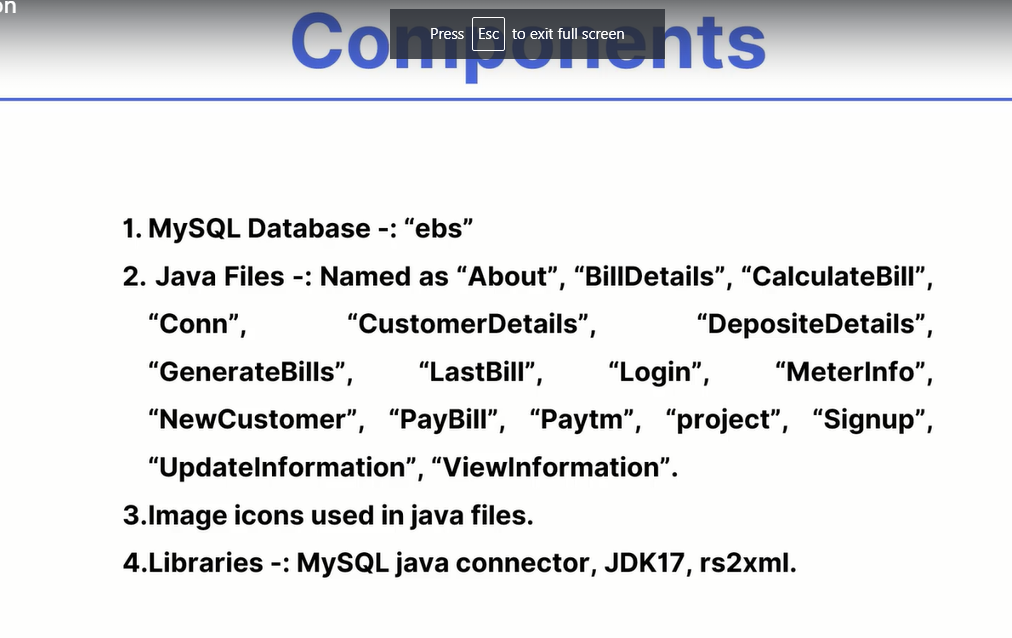 on
Components
Press Esc to exit full screen
1. MySQL Database -: “ebs”
2. Java Files -: Named as “About”, “BillDetails”, “CalculateBill”,
“Conn”, “CustomerDetails”, “DepositeDetails”,
“GenerateBills”, “LastBill”, “Login”, “MeterInfo”,
“NewCustomer”, “PayBill”, “Paytm”, “project”, “Signup”,
“UpdateInformation”, “ViewInformation”.
3.Image icons used in java files.
4.Libraries -: MySQL java connector, JDK17, rs2xml.